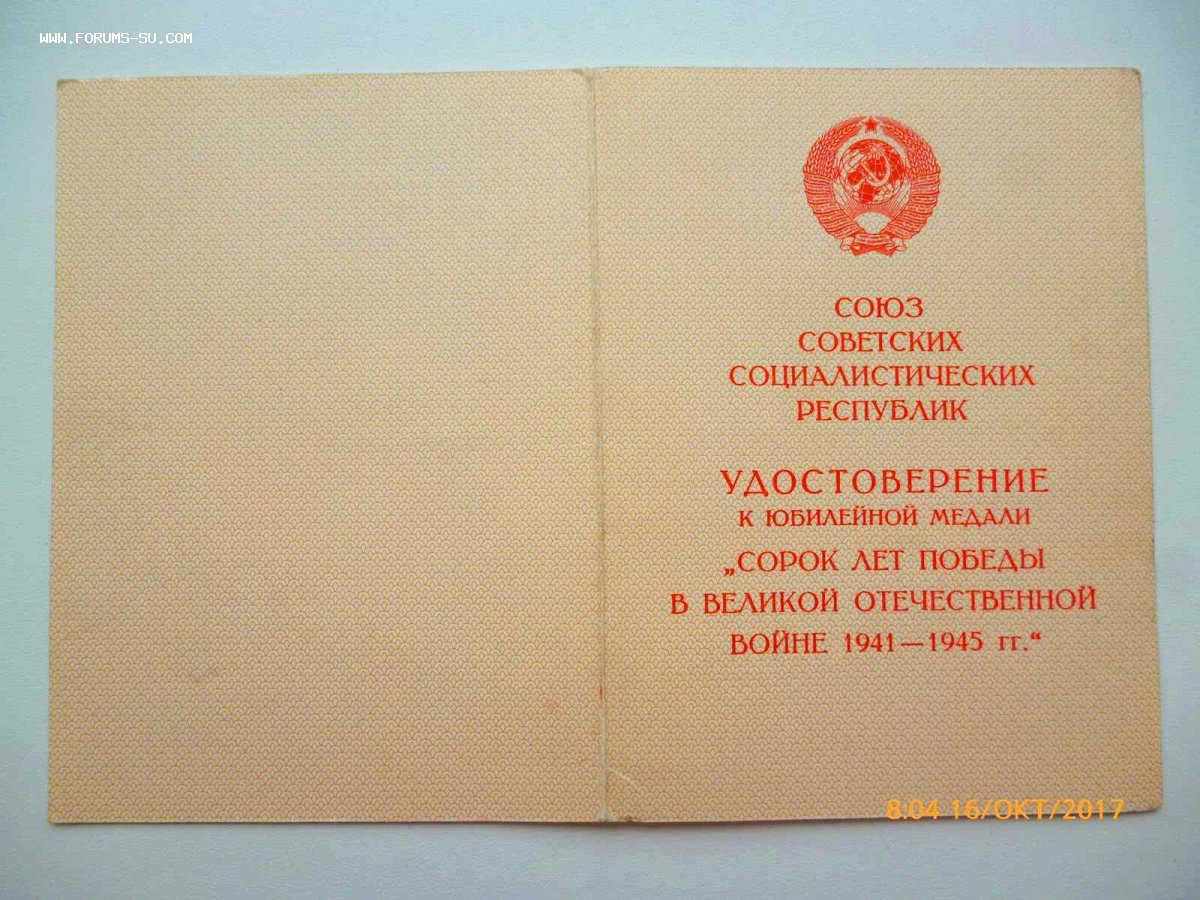 WWW.FORUMS-SU.COM
СОЮЗ
СОВЕТСКИХ
СОЦИАЛИСТИЧЕСКИХ
РЕСПУБЛИК
УДОСТОВЕРЕНИЕ
К ЮБИЛЕЙНОЙ МЕДАЛИ
„СОРОК ЛЕТ ПОБЕДЫ
В ВЕЛИКОЙ ОТЕЧЕСТВЕННОЙ
ВОЙНЕ 1941—1945 гг.“
8:04 16/ОКТ/2017